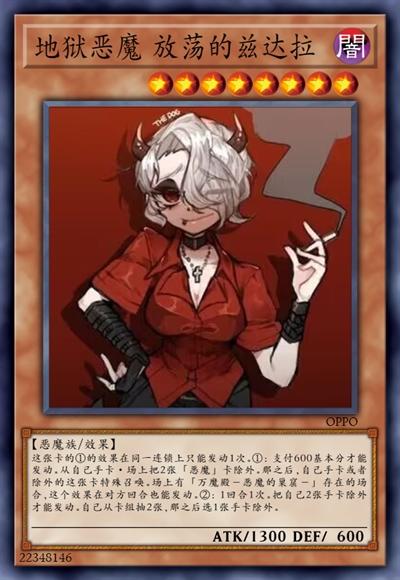 地狱恶魔 放荡的兹达拉
闇
THE DOG
OPPO
【恶魔族/效果】
这张卡的①的效果在同一连锁上只能发动1次。①：支付600基本分才能
发动。从自己手卡・场上把2张「恶魔」卡除外。那之后，自己手卡或者
除外的这张卡特殊召唤。场上有「万魔殿－恶魔的巢窟－」存在的场
合，这个效果在对方回合也能发动。②：1回合1次。把自己2张手卡除外
才能发动。自己从卡组抽2张，那之后选1张手卡除外。
ATK/1300 DEF/ 600
22348146